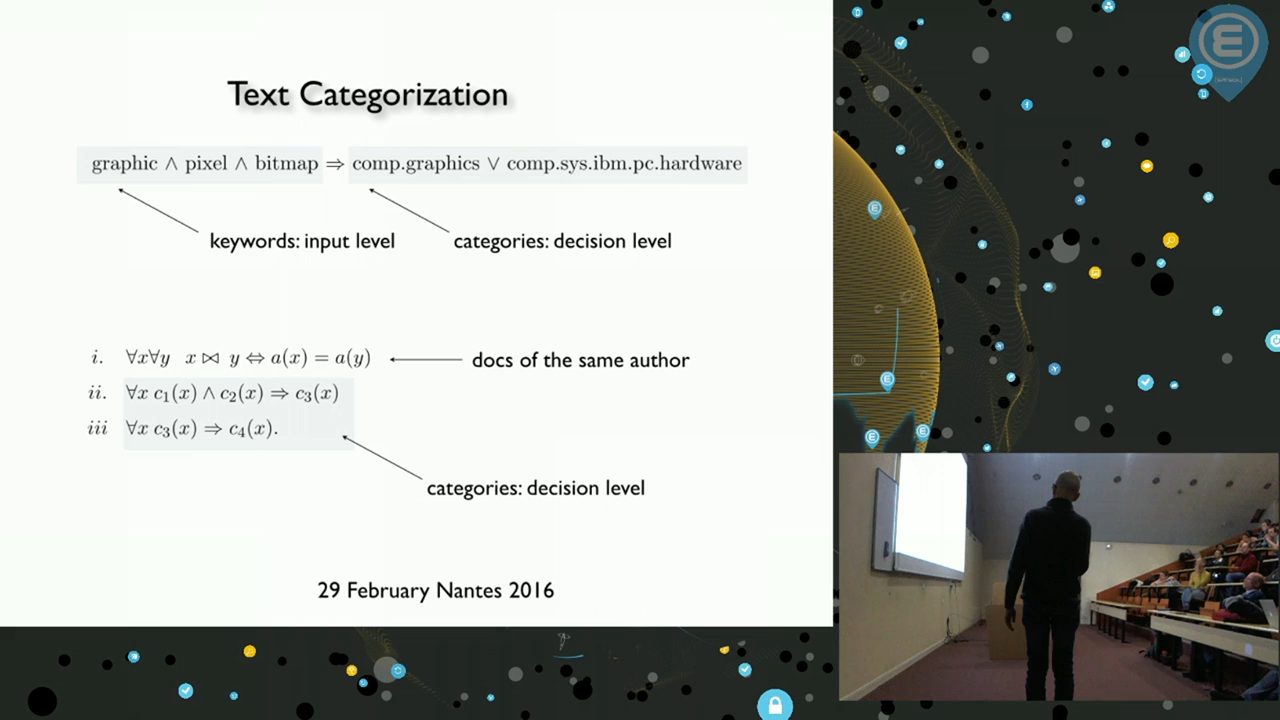 Text Categorization
graphic ∧ pixel ∧ bitmap ⇒ comp.graphics ∨ comp.sys.ibm.pc.hardware
keywords: input level
categories: decision level
i. ∀x∀y x ⋈ y ⇔ a(x) = a(y)
docs of the same author
ii. ∀x c₁(x) ∧ c₂(x) ⇒ c₃(x)
iii ∀x c₃(x) ⇒ c₄(x).
categories: decision level
29 February Nantes 2016